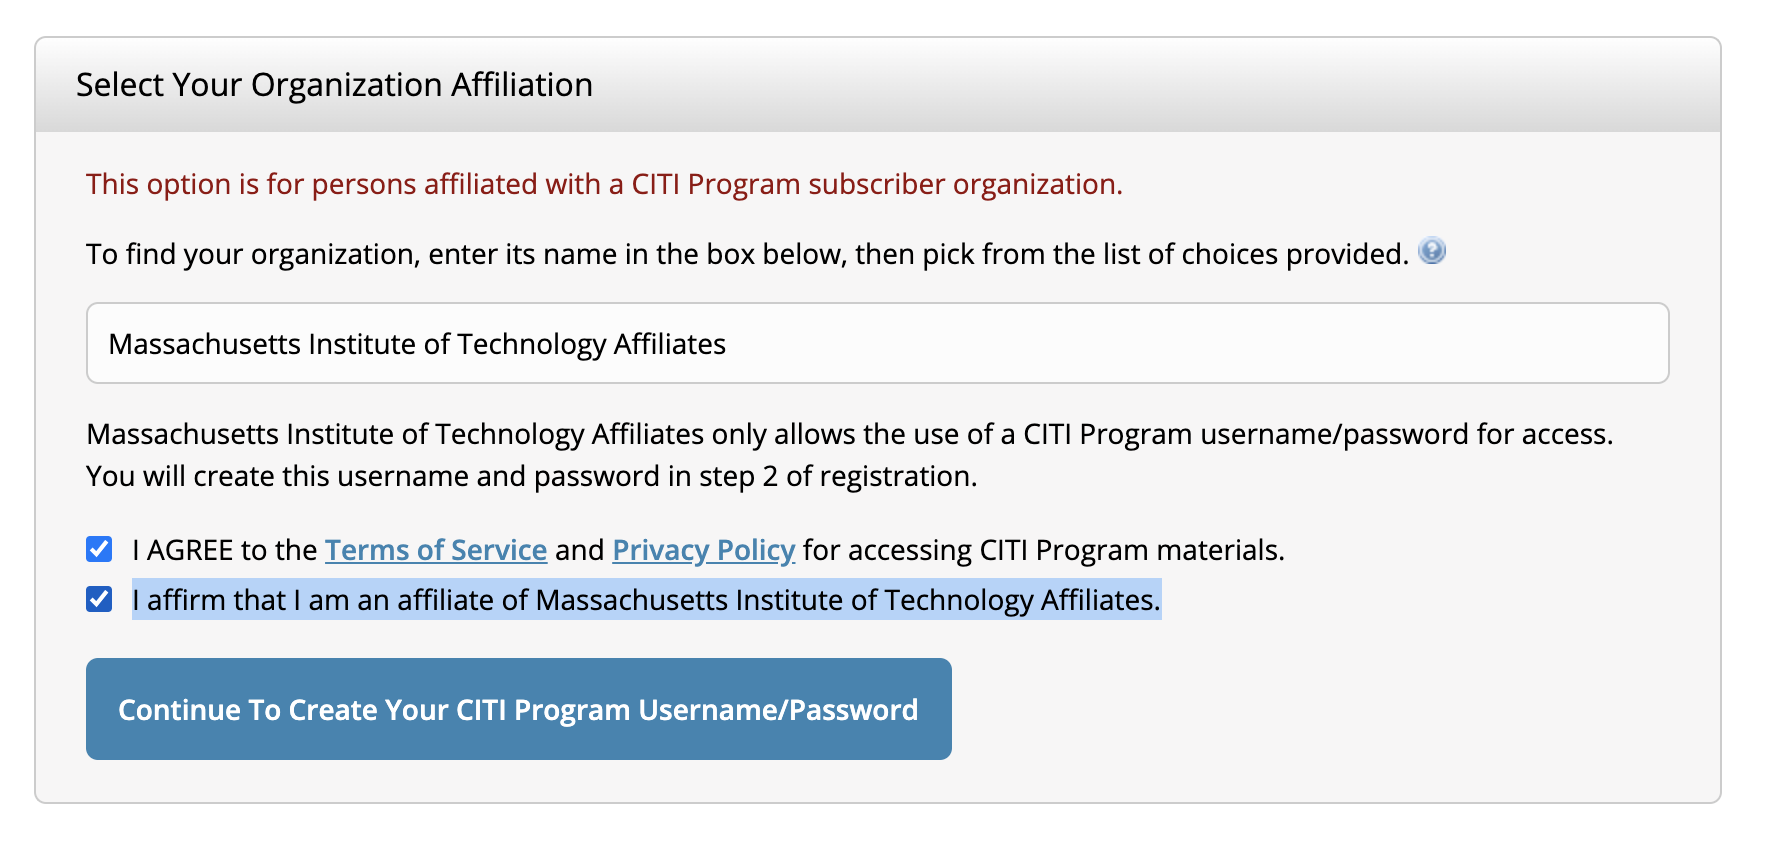 Select Your Organization Affiliation
This option is for persons affiliated with a CITI Program subscriber organization.
To find your organization, enter its name in the box below, then pick from the list of choices provided. ?
Massachusetts Institute of Technology Affiliates
Massachusetts Institute of Technology Affiliates only allows the use of a CITI Program username/password for access.
You will create this username and password in step 2 of registration.
I AGREE to the Terms of Service and Privacy Policy for accessing CITI Program materials.
I affirm that I am an affiliate of Massachusetts Institute of Technology Affiliates.
Continue To Create Your CITI Program Username/Password